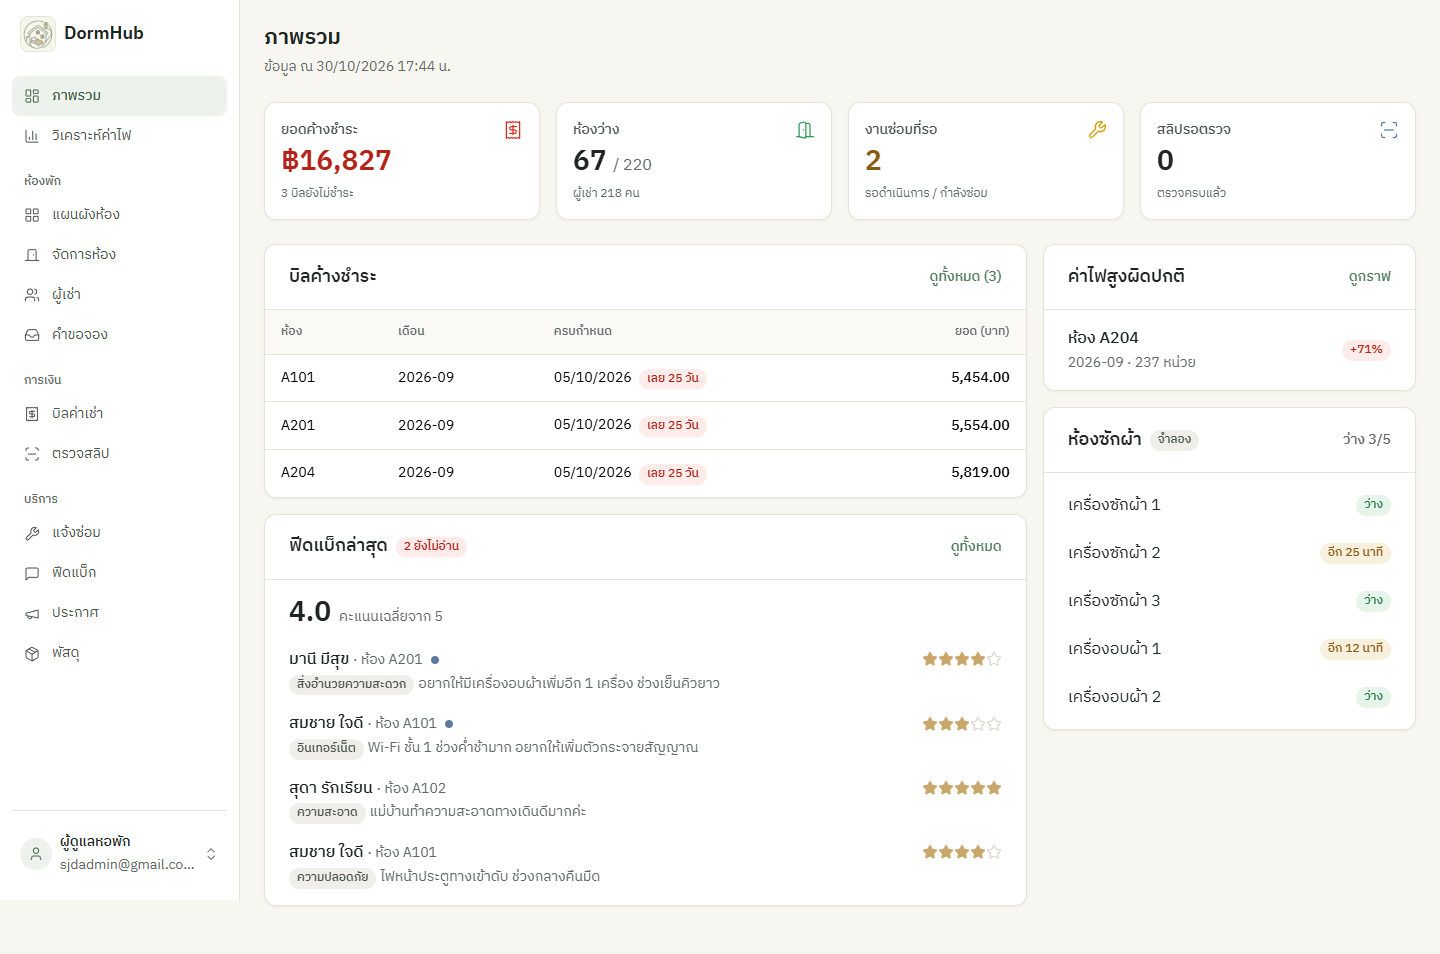 DormHub
ภาพรวม
วิเคราะห์ค่าไฟ
ห้องพัก
แผนผังห้อง
จัดการห้อง
ผู้เช่า
คำขอจอง
การเงิน
บิลค่าเช่า
ตรวจสลิป
บริการ
แจ้งซ่อม
ฟีดแบ็ก
ประกาศ
พัสดุ
ผู้ดูแลหอพัก
sjdadmin@gmail.co...
ภาพรวม
ข้อมูล ณ 30/10/2026 17:44 น.
ยอดค้างชำระ
฿16,827
3 บิลยังไม่ชำระ
ห้องว่าง
67 / 220
ผู้เช่า 218 คน
งานซ่อมที่รอ
2
รอดำเนินการ / กำลังซ่อม
สลิปรอตรวจ
0
ตรวจครบแล้ว
บิลค้างชำระ ดูทั้งหมด (3)
ห้อง เดือน ครบกำหนด ยอด (บาท)
A101 2026-09 05/10/2026 เลย 25 วัน 5,454.00
A201 2026-09 05/10/2026 เลย 25 วัน 5,554.00
A204 2026-09 05/10/2026 เลย 25 วัน 5,819.00
ฟีดแบ็กล่าสุด 2 ยังไม่อ่าน ดูทั้งหมด
4.0 คะแนนเฉลี่ยจาก 5
มานี มีสุข · ห้อง A201
สิ่งอำนวยความสะดวก อยากให้มีเครื่องอบผ้าเพิ่มอีก 1 เครื่อง ช่วงเย็นคิวยาว
สมชาย ใจดี · ห้อง A101
อินเทอร์เน็ต Wi-Fi ชั้น 1 ช่วงค่ำช้ามาก อยากให้เพิ่มตัวกระจายสัญญาณ
สุดา รักเรียน · ห้อง A102
ความสะอาด แม่บ้านทำความสะอาดทางเดินดีมากค่ะ
สมชาย ใจดี · ห้อง A101
ความปลอดภัย ไฟหน้าประตูทางเข้าดับ ช่วงกลางคืนมืด
ค่าไฟสูงผิดปกติ ดูกราฟ
ห้อง A204
2026-09 · 237 หน่วย
+71%
ห้องซักผ้า จำลอง ว่าง 3/5
เครื่องซักผ้า 1 ว่าง
เครื่องซักผ้า 2 อีก 25 นาที
เครื่องซักผ้า 3 ว่าง
เครื่องอบผ้า 1 อีก 12 นาที
เครื่องอบผ้า 2 ว่าง